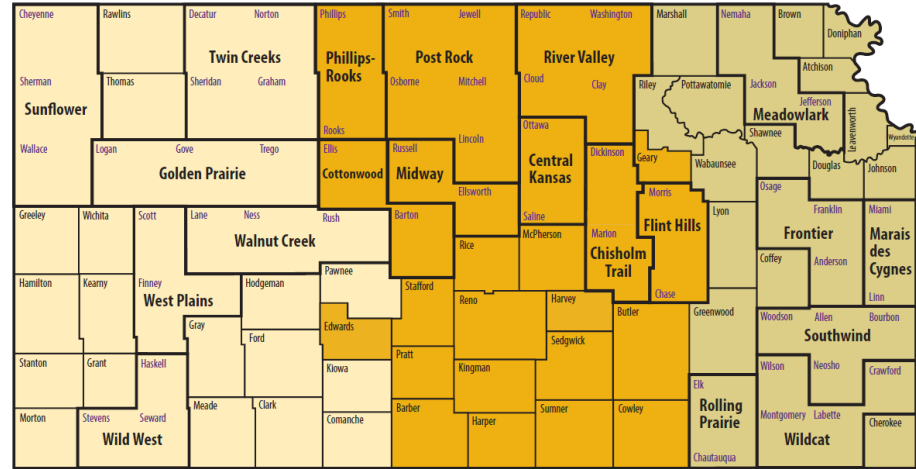 Cheyenne
Rawlins
Decatur
Norton
Phillips
Smith
Jewell
Republic
Washington
Marshall
Nemaha
Brown
Doniphan
Twin Creeks
Phillips-
Rooks
Post Rock
River Valley
Atchison
Sherman
Thomas
Sheridan
Graham
Osborne
Mitchell
Cloud
Clay
Riley
Pottawatomie
Jackson
Jefferson
Sunflower
Meadowlark
Leavenworth
Wyandotte
Wallace
Logan
Gove
Trego
Rooks
Ellis
Russell
Lincoln
Ottawa
Dickinson
Geary
Shawnee
Wabaunsee
Douglas
Johnson
Golden Prairie
Cottonwood
Midway
Central
Kansas
Ellsworth
Saline
Morris
Osage
Franklin
Miami
Greeley
Wichita
Scott
Lane
Ness
Rush
Barton
Rice
McPherson
Marion
Lyon
Walnut Creek
Chisholm
Trail
Flint Hills
Frontier
Marais
des
Cygnes
Hamilton
Kearny
Finney
Hodgeman
Pawnee
Stafford
Reno
Harvey
Chase
Coffey
Anderson
Linn
West Plains
Gray
Ford
Edwards
Butler
Greenwood
Woodson
Allen
Bourbon
Southwind
Stanton
Grant
Haskell
Kiowa
Pratt
Kingman
Sedgwick
Elk
Wilson
Neosho
Crawford
Morton
Stevens
Seward
Meade
Clark
Comanche
Barber
Harper
Sumner
Cowley
Rolling
Prairie
Montgomery
Labette
Cherokee
Wild West
Wildcat
Chautauqua